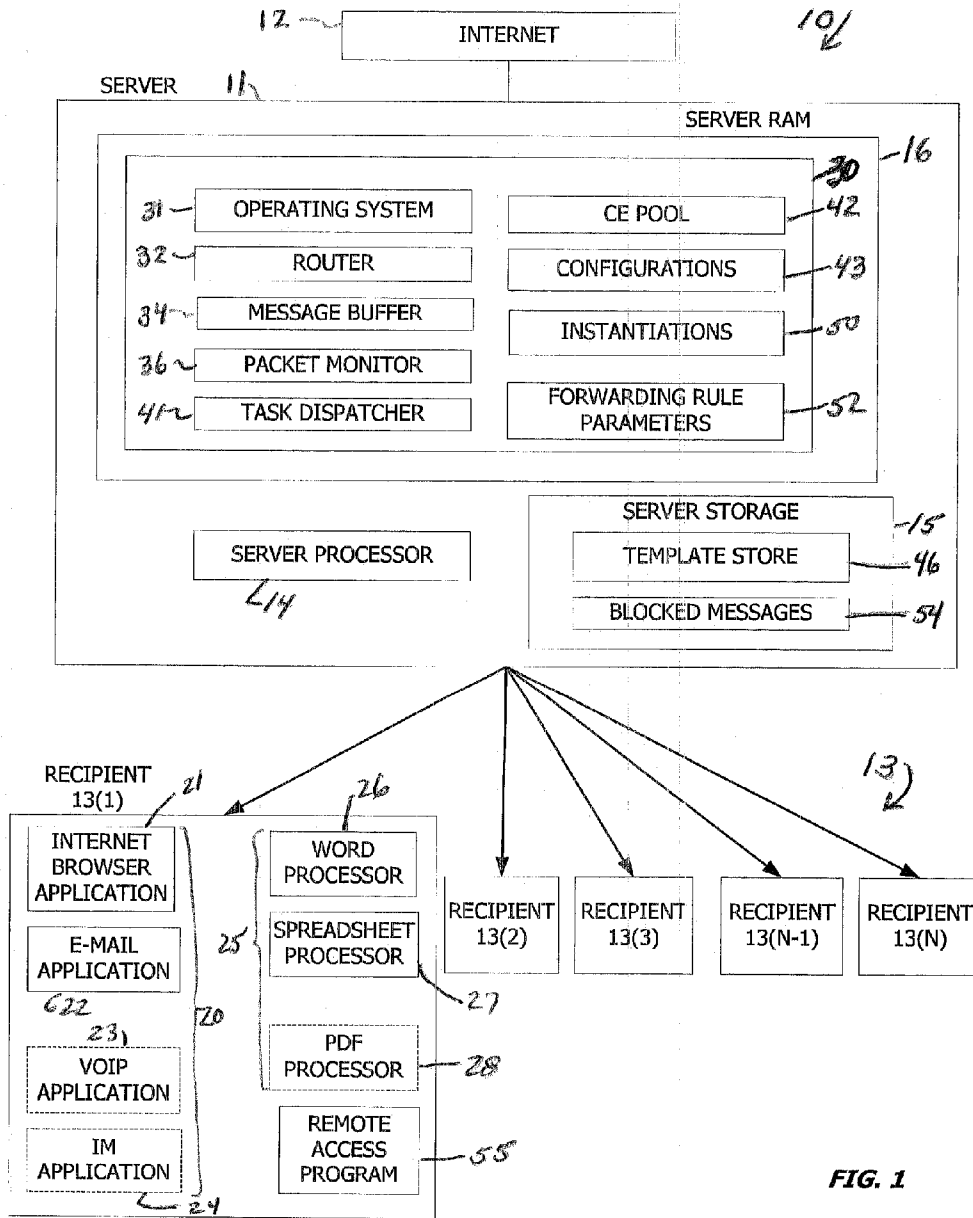 12 INTERNET 10
SERVER 11
SERVER RAM
16
30
31 OPERATING SYSTEM CE POOL 42
32 ROUTER CONFIGURATIONS 43
34 MESSAGE BUFFER INSTANTIATIONS 50
36 PACKET MONITOR
41 TASK DISPATCHER FORWARDING RULE
PARAMETERS 52
SERVER STORAGE 15
SERVER PROCESSOR TEMPLATE STORE 46
14
BLOCKED MESSAGES 54
RECIPIENT
13(1) 21
26
13
INTERNET
BROWSER
APPLICATION
WORD
PROCESSOR
E-MAIL
APPLICATION
22
20
25
SPREADSHEET
PROCESSOR
27
RECIPIENT
13(2)
RECIPIENT
13(3)
RECIPIENT
13(N-1)
RECIPIENT
13(N)
23
VOIP
APPLICATION
PDF
PROCESSOR
28
IM
APPLICATION
24
REMOTE
ACCESS
PROGRAM
55
FIG. 1